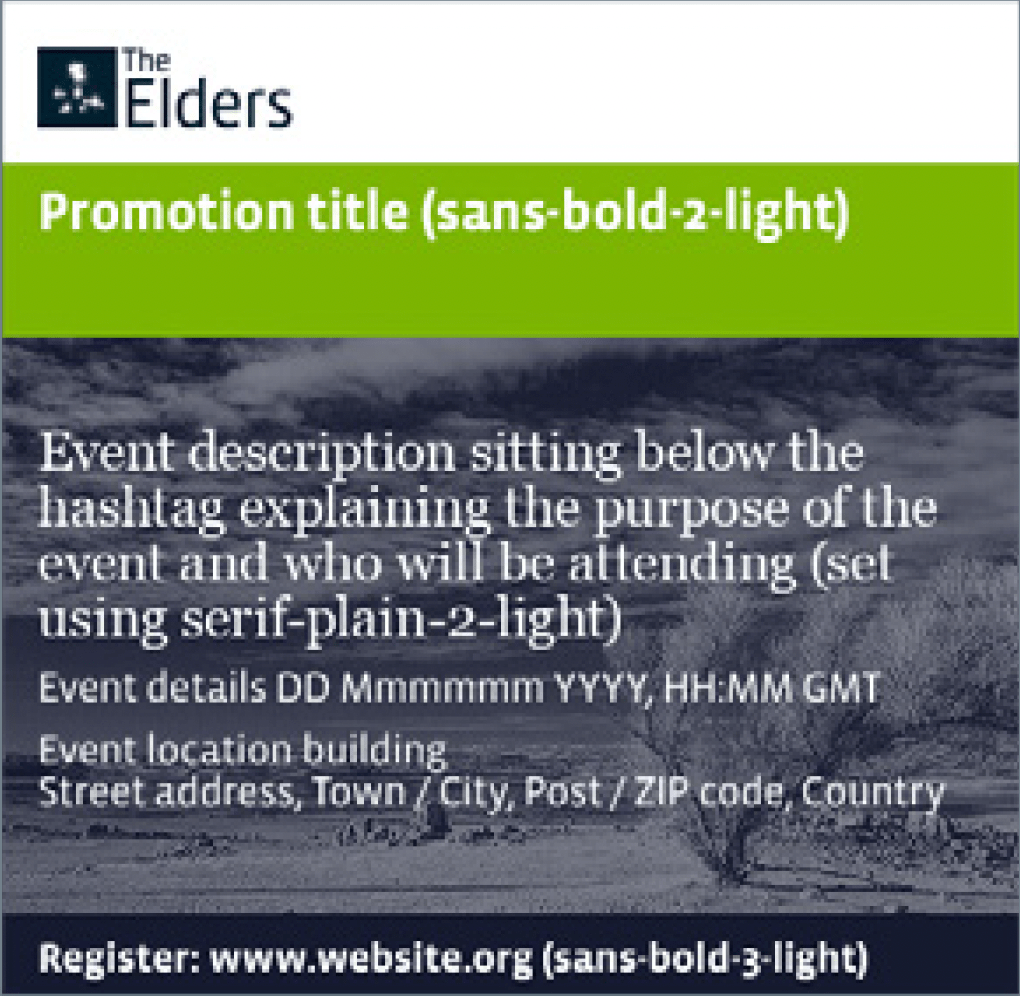 The
Elders
Promotion title (sans-bold-2-light)
Event description sitting below the
hashtag explaining the purpose of the
event and who will be attending (set
using serif-plain-2-light)
Event details DD Mmmmmm YYYY, HH:MM GMT
Event location building
Street address, Town / City, Post / ZIP code, Country
Register: www.website.org (sans-bold-3-light)